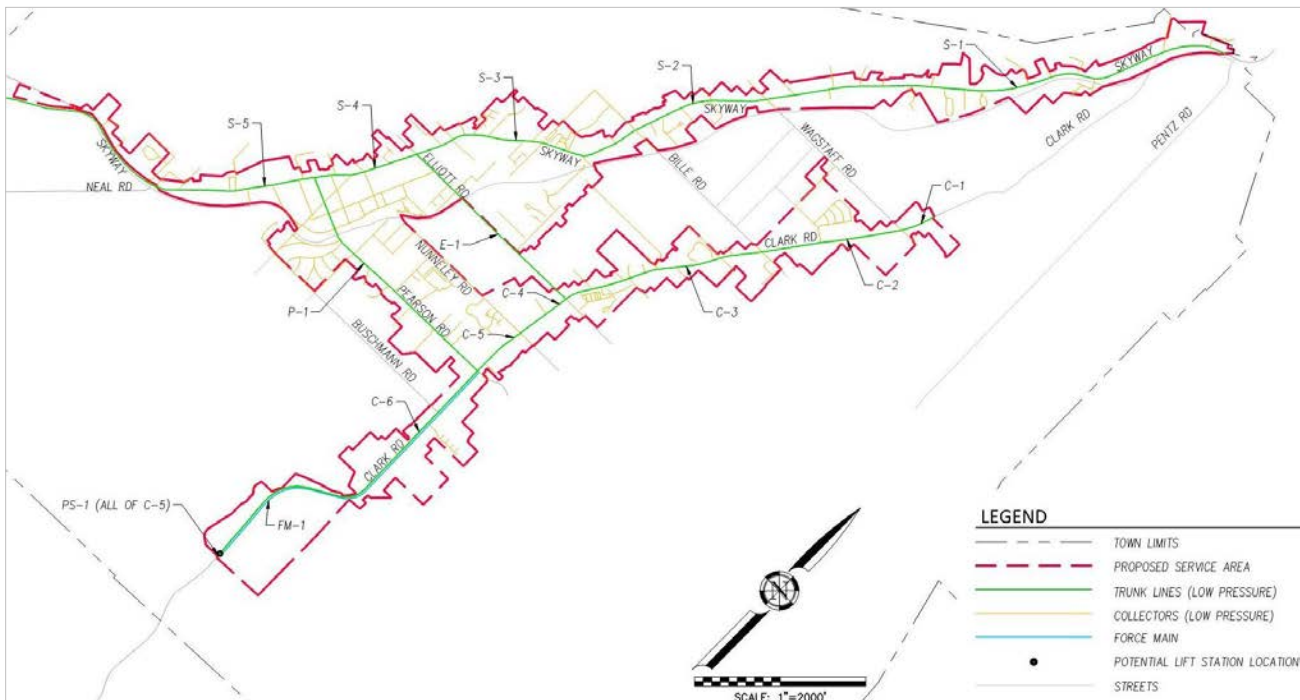 S-1
SKYWAY
S-2
S-3
SKYWAY
CLARK RD
S-4
WAGSTAFF RD
PENTZ RD
S-5
SKYWAY
SKYWAY
ELLIOTT RD
BILLE RD
NEAL RD
C-1
E-1
CLARK RD
NUNNELEY RD
C-2
P-1
C-4
C-3
PEARSON RD
C-5
BUSCHMANN RD
C-6
CLARK RD
PS-1 (ALL OF C-5)
FM-1
N
SCALE: 1"=2000'
LEGEND
TOWN LIMITS
PROPOSED SERVICE AREA
TRUNK LINES (LOW PRESSURE)
COLLECTORS (LOW PRESSURE)
FORCE MAIN
POTENTIAL LIFT STATION LOCATION
STREETS